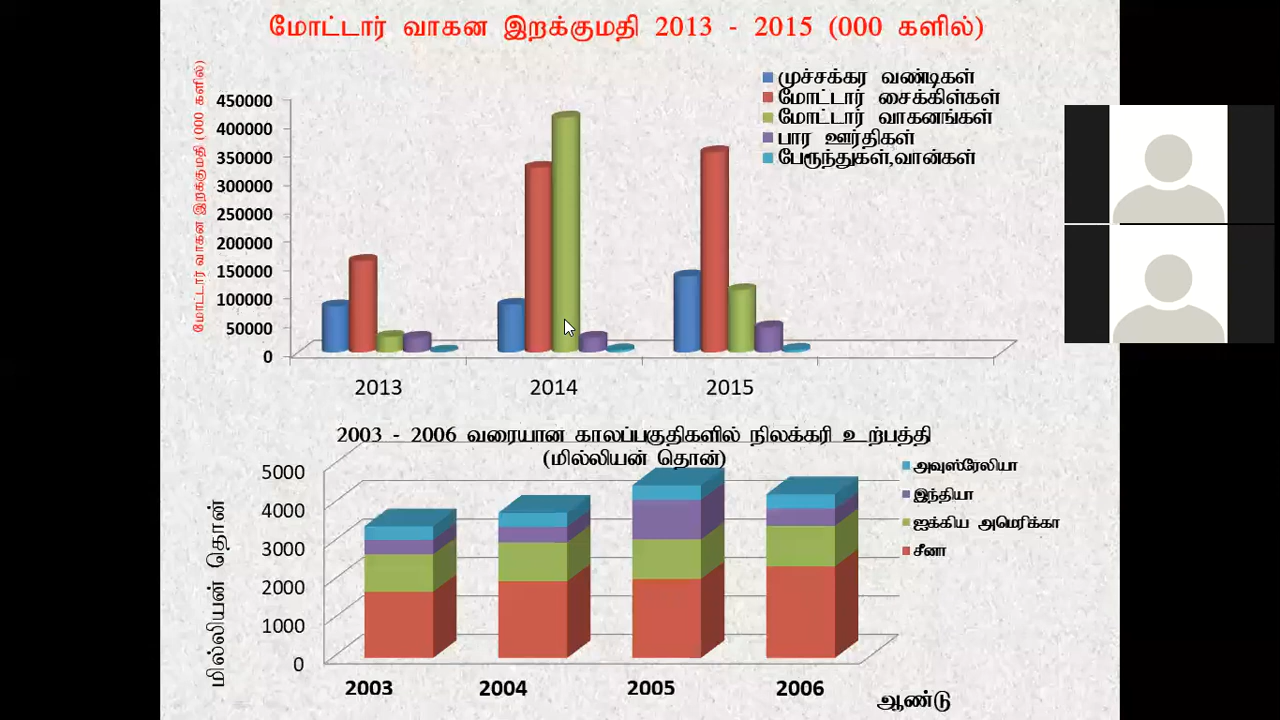 மோட்டார் வாகன இறக்குமதி 2013 - 2015 (000 களில்)
மோட்டார் வாகன இறக்குமதி (000 களில்)
450000
400000
350000
300000
250000
200000
150000
100000
50000
0
முச்சக்கர வண்டிகள்
மோட்டார் சைக்கிள்கள்
மோட்டார் வாகனங்கள்
பார ஊர்திகள்
பேருந்துகள்,வான்கள்
2013 2014 2015
2003 - 2006 வரையான காலப்பகுதிகளில் நிலக்கரி உற்பத்தி
(மில்லியன் தொன்)
மில்லியன் தொன்
5000
4000
3000
2000
1000
0
அவுஸ்ரேலியா
இந்தியா
ஐக்கிய அமெரிக்கா
சீனா
2003 2004 2005 2006
ஆண்டு